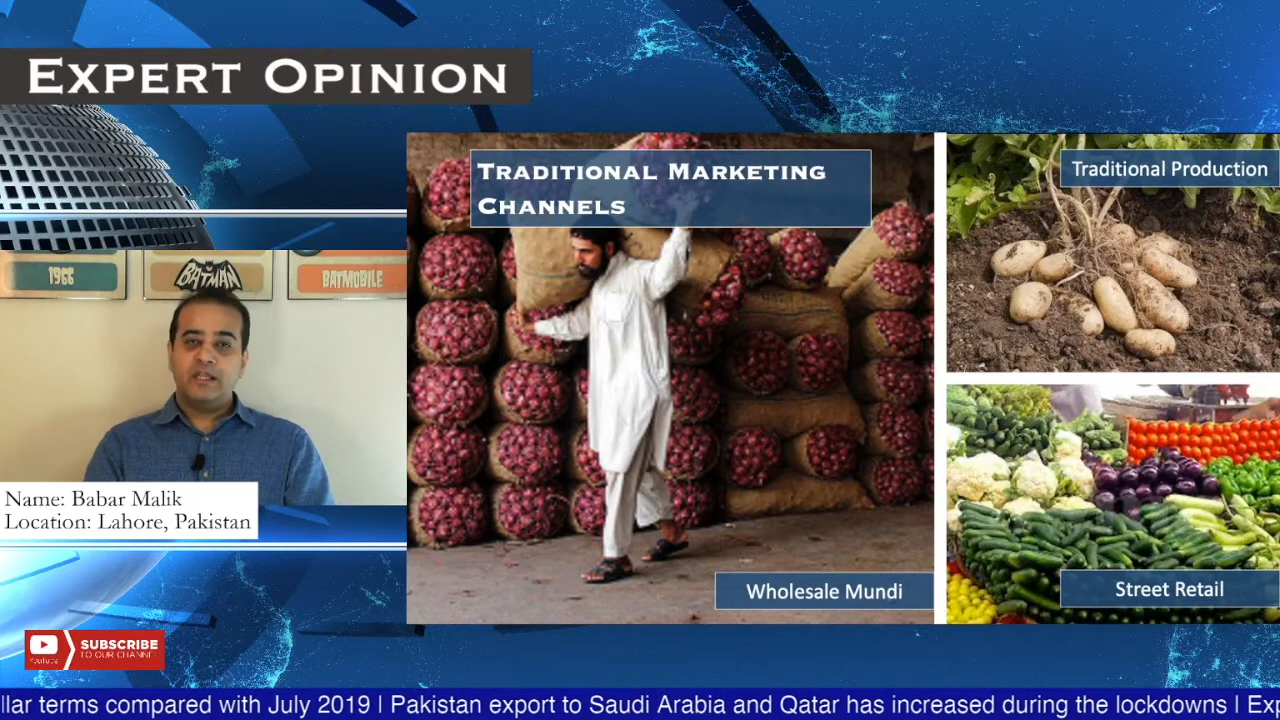 EXPERT OPINION
TRADITIONAL MARKETING
CHANNELS
Traditional Production
1966
BATMAN
BATMOBILE
Name: Babar Malik
Location: Lahore, Pakistan
Wholesale Mundi
Street Retail
YouTube
SUBSCRIBE
TO OUR CHANNEL
llar terms compared with July 2019 | Pakistan export to Saudi Arabia and Qatar has increased during the lockdowns | Exp